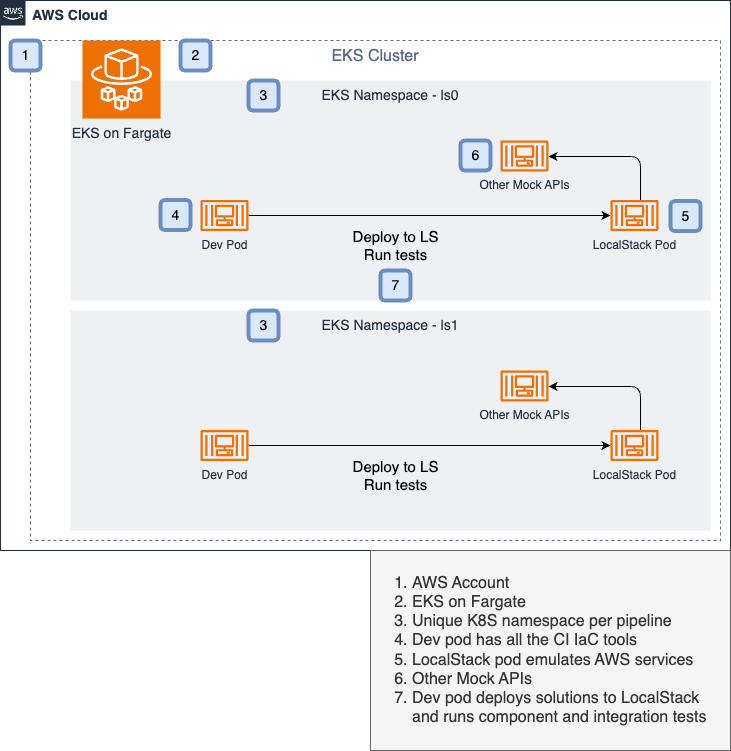 aws
AWS Cloud
1
2
EKS Cluster
EKS on Fargate
3
EKS Namespace - ls0
6
Other Mock APIs
4
Dev Pod
5
LocalStack Pod
Deploy to LS
Run tests
7
3
EKS Namespace - ls1
Other Mock APIs
Dev Pod
LocalStack Pod
Deploy to LS
Run tests
1. AWS Account
2. EKS on Fargate
3. Unique K8S namespace per pipeline
4. Dev pod has all the CI IaC tools
5. LocalStack pod emulates AWS services
6. Other Mock APIs
7. Dev pod deploys solutions to LocalStack
and runs component and integration tests